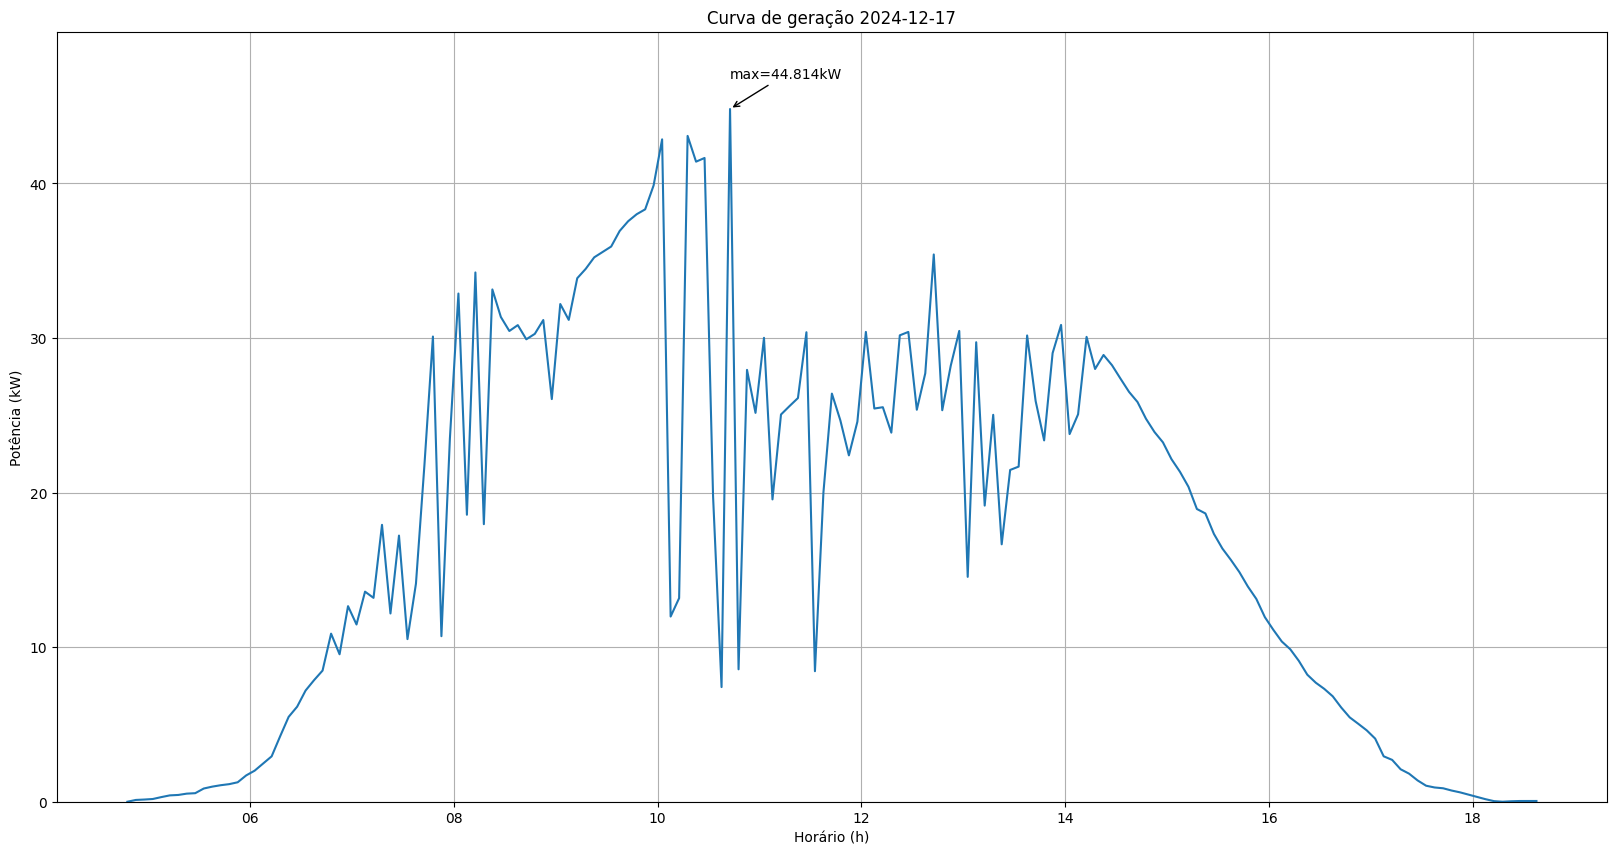 Curva de geração 2024-12-17
max=44.814kW
40
30
20
10
0
Potência (kW)
06 08 10 12 14 16 18
Horário (h)